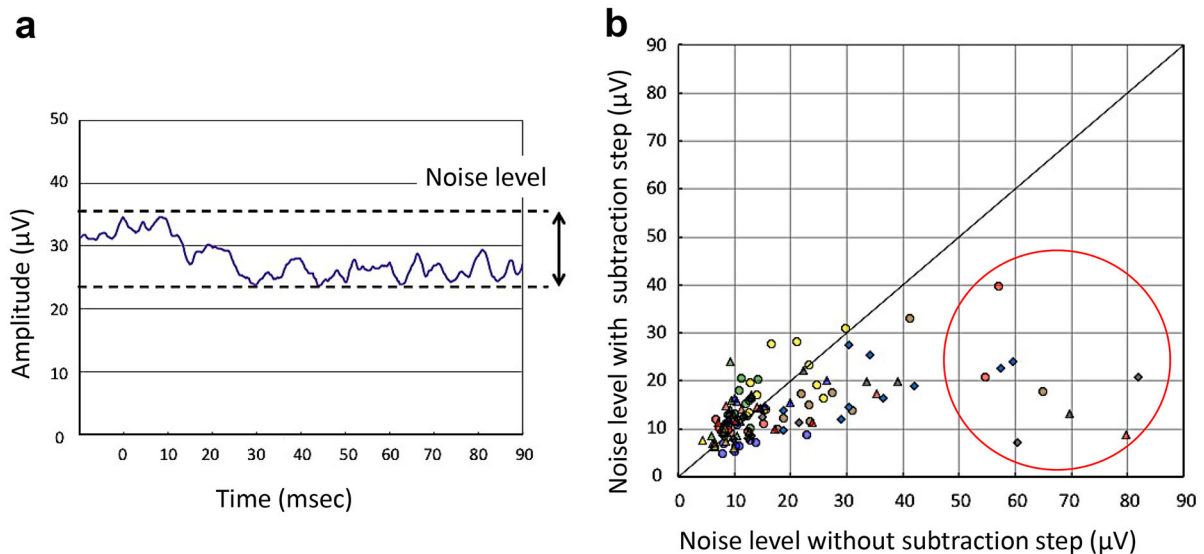 a
Amplitude (µV)
50
40
30
20
10
0
Noise level
0 10 20 30 40 50 60 70 80 90
Time (msec)
b
Noise level with subtraction step (µV)
90
80
70
60
50
40
30
20
10
0
0 10 20 30 40 50 60 70 80 90
Noise level without subtraction step (µV)